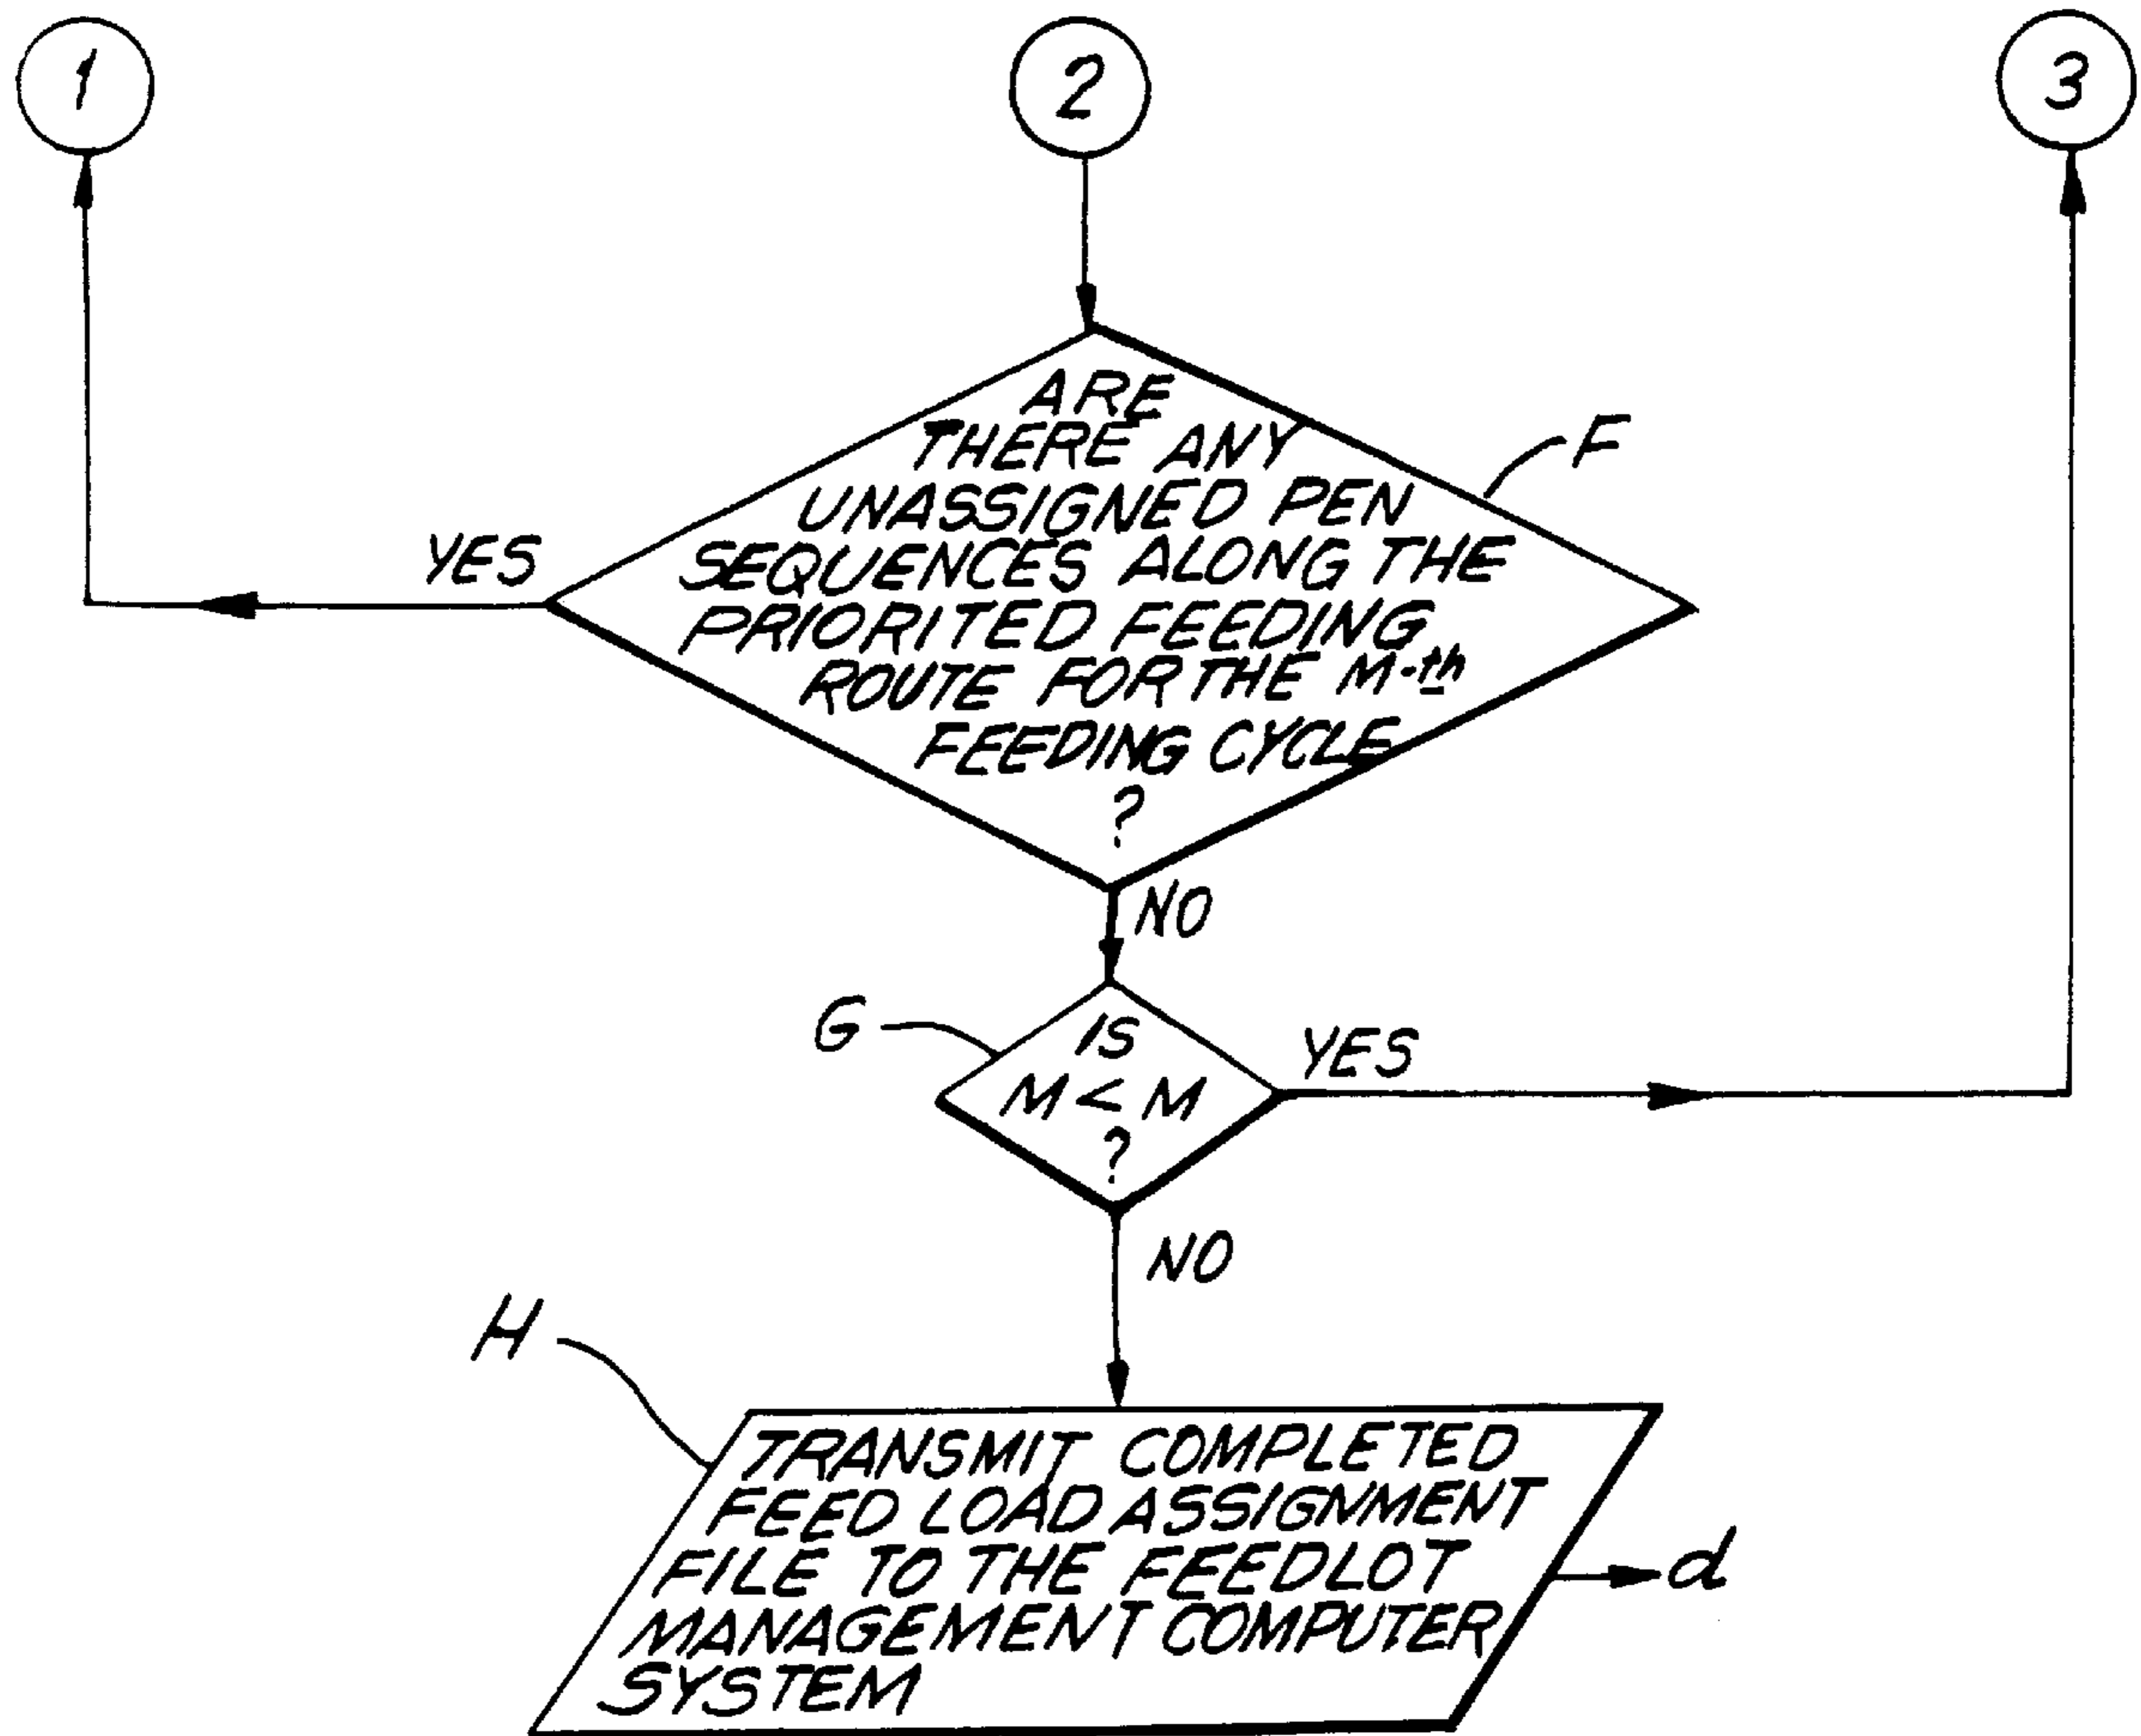 1
2
3
ARE
THERE ANY
UNASSIGNED PEN
SEQUENCES ALONG THE
PRIORITED FEEDING
ROUTE FOR THE M-th
FEEDING CYCLE
?
F
YES
NO
G
IS
M < M
?
YES
NO
H
TRANSMIT COMPLETED
FEED LOAD ASSIGNMENT
FILE TO THE FEEDLOT
MANAGEMENT COMPUTER
SYSTEM
d